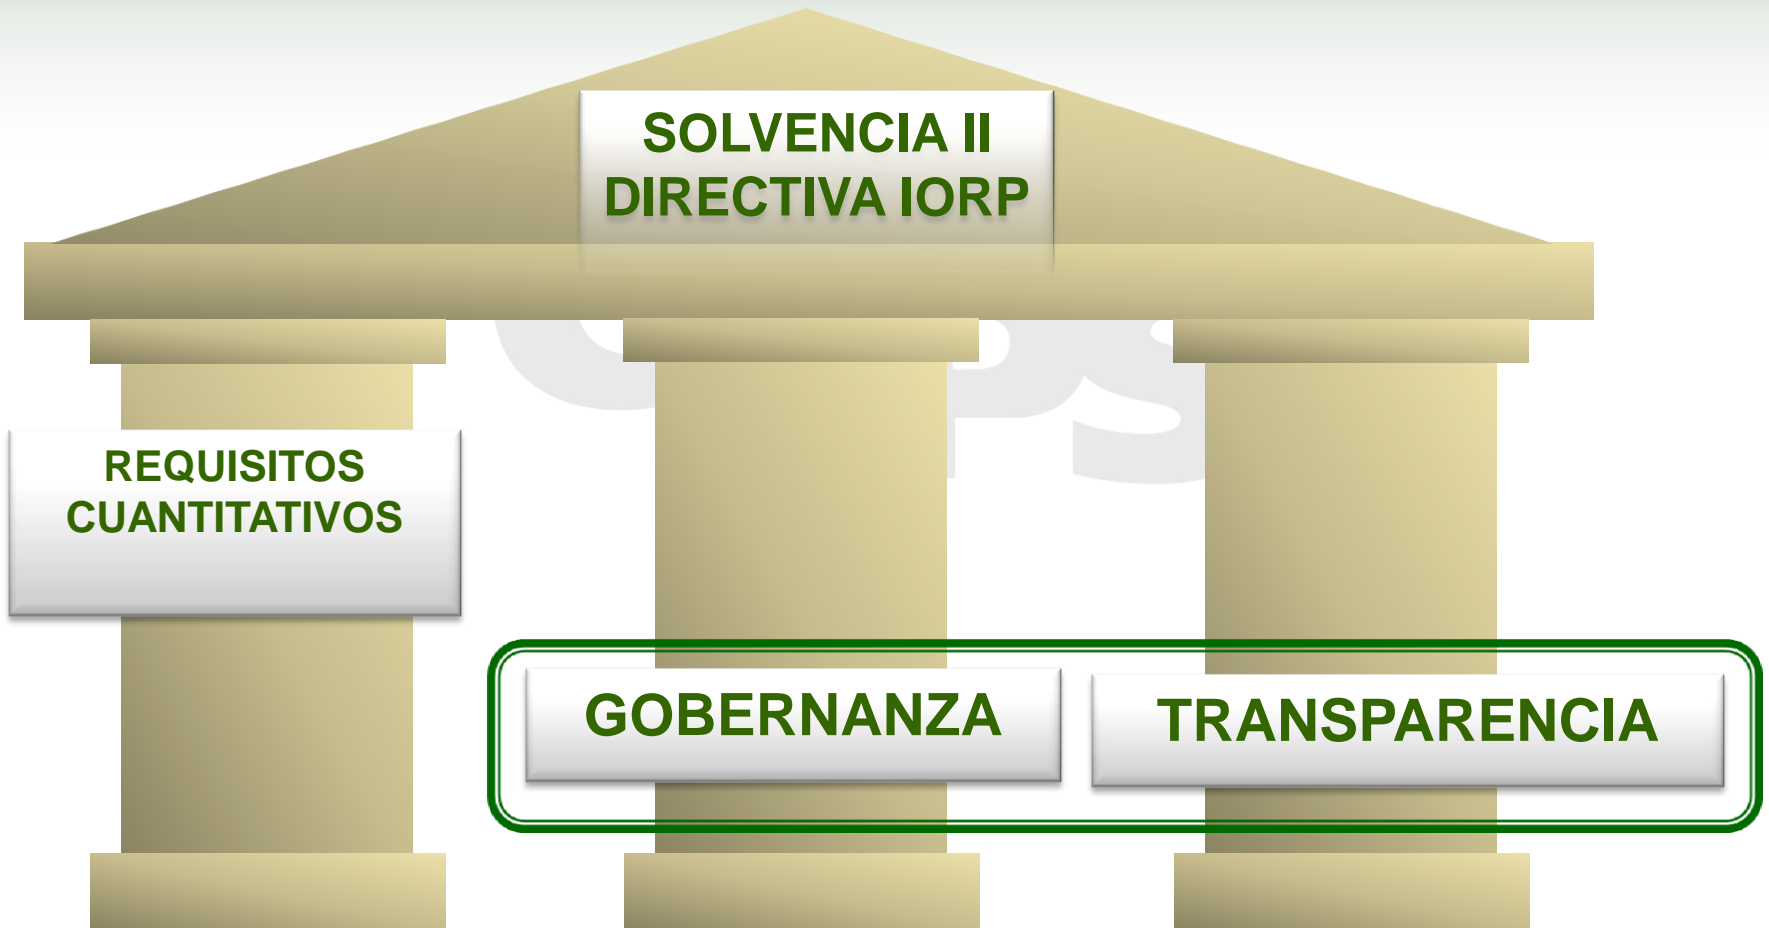 SOLVENCIA II
DIRECTIVA IORP
REQUISITOS
CUANTITATIVOS
GOBERNANZA
TRANSPARENCIA